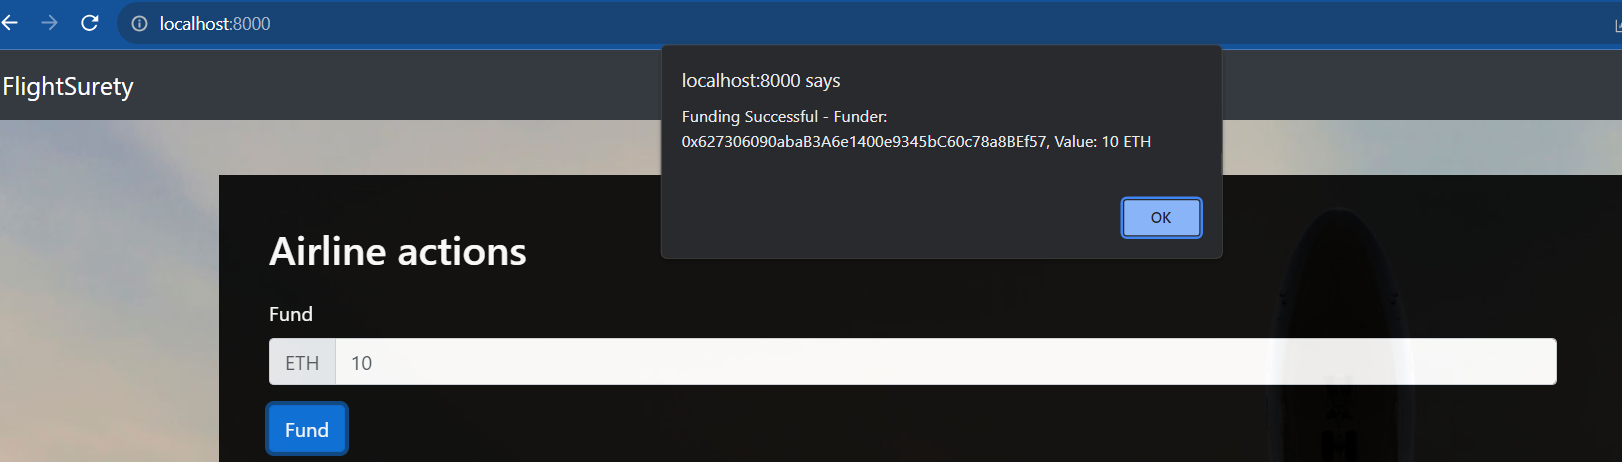 localhost:8000
FlightSurety
localhost:8000 says
Funding Successful - Funder:
0x627306090abaB3A6e1400e9345bC60c78a8BEf57, Value: 10 ETH
OK
Airline actions
Fund
ETH 10
Fund